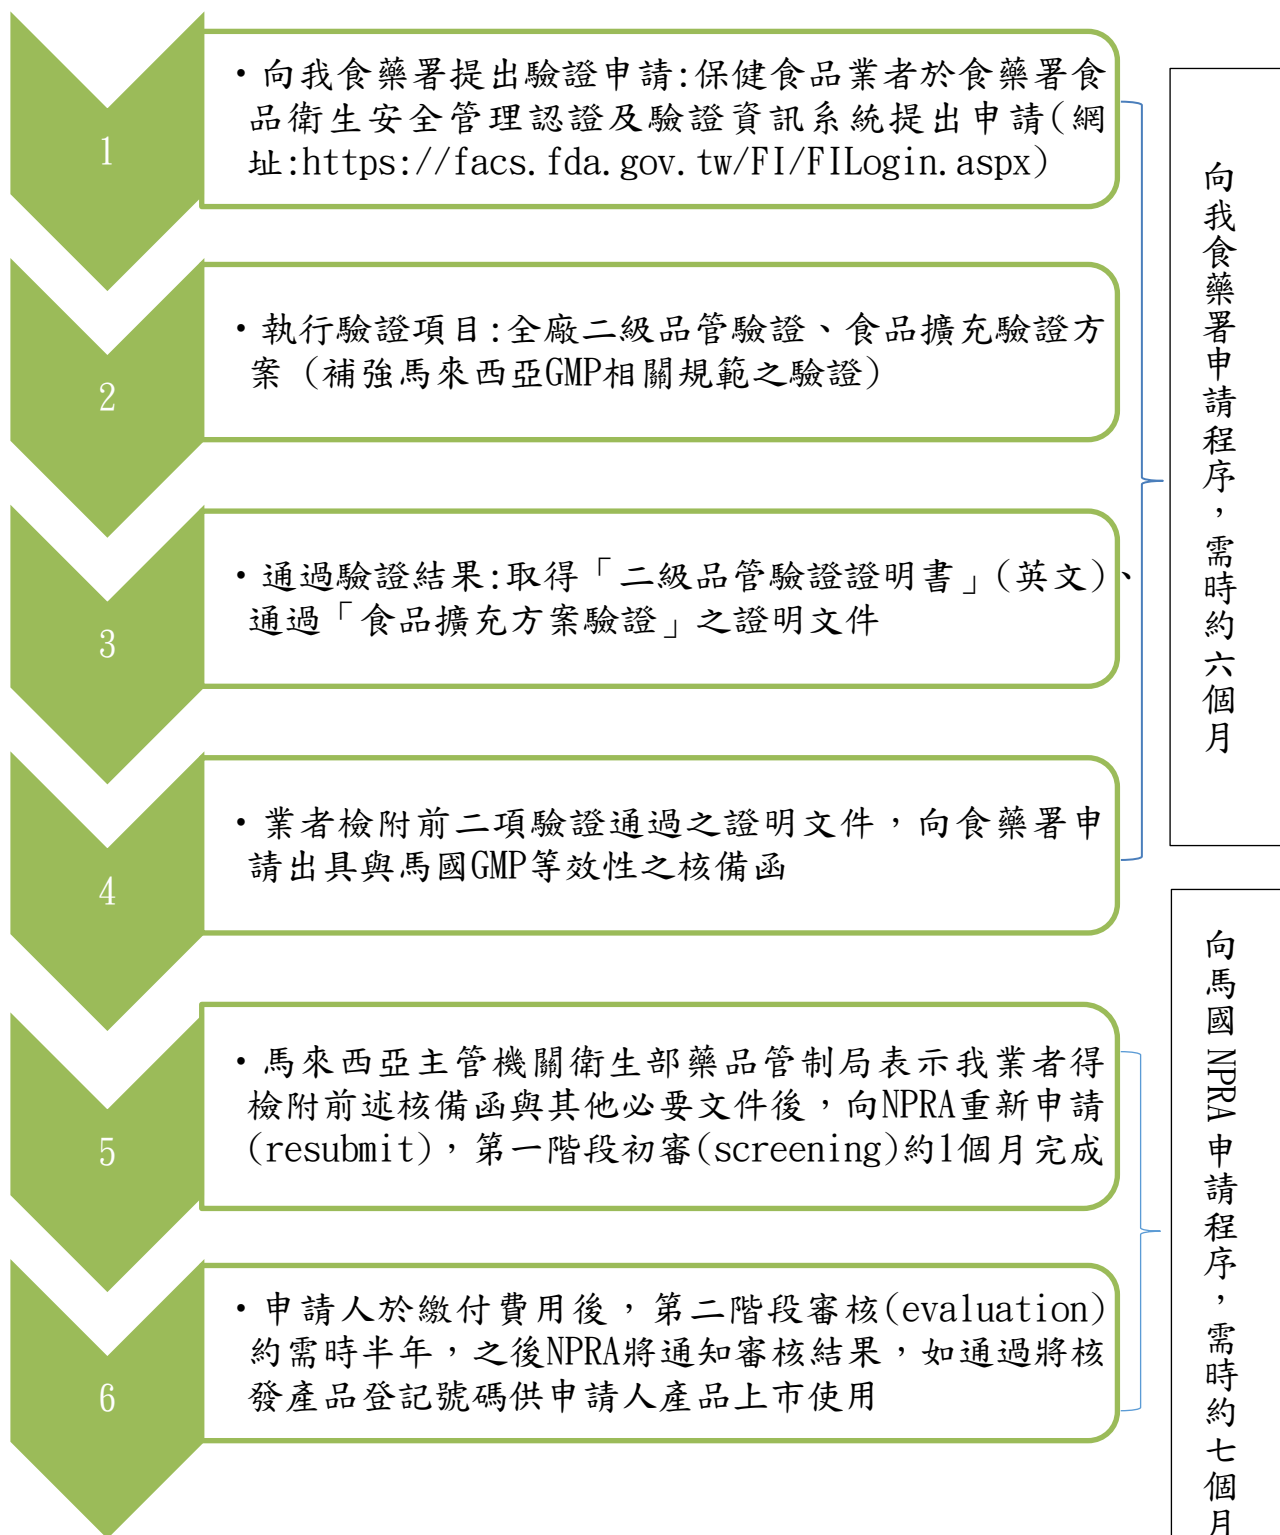 1
•向我食藥署提出驗證申請:保健食品業者於食藥署食
品衛生安全管理認證及驗證資訊系統提出申請(網
址:https://facs.fda.gov.tw/FI/FILogin.aspx)
2
•執行驗證項目:全廠二級品管驗證、食品擴充驗證方
案 (補強馬來西亞GMP相關規範之驗證)
3
•通過驗證結果:取得「二級品管驗證證明書」(英文)、
通過「食品擴充方案驗證」之證明文件
4
•業者檢附前二項驗證通過之證明文件，向食藥署申
請出具與馬國GMP等效性之核備函
向我食藥署申請程序，需時約六個月
5
•馬來西亞主管機關衛生部藥品管制局表示我業者得
檢附前述核備函與其他必要文件後，向NPRA重新申請
(resubmit)，第一階段初審(screening)約1個月完成
6
•申請人於繳付費用後，第二階段審核(evaluation)
約需時半年，之後NPRA將通知審核結果，如通過將核
發產品登記號碼供申請人產品上市使用
向馬國 NPRA 申請程序，需時約七個月